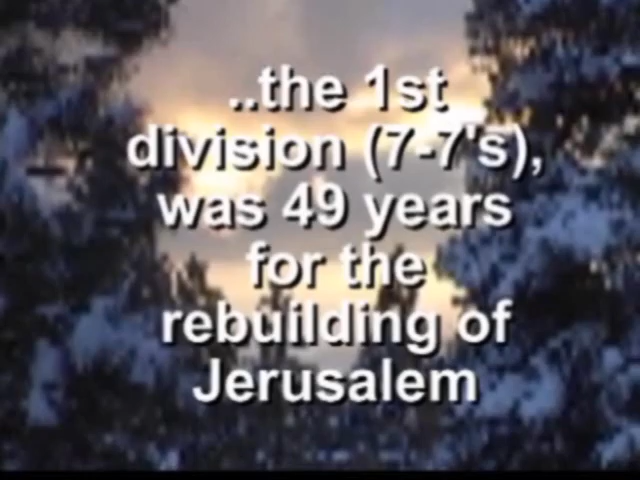 ..the 1st
division (7-7's),
was 49 years
for the
rebuilding of
Jerusalem